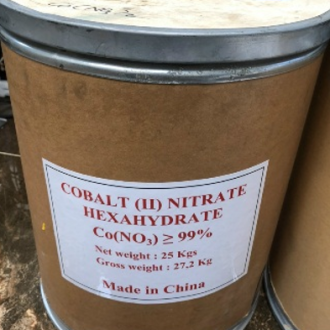 COBALT (II) NITRATE
HEXAHYDRATE
Co(NO₃) ≥ 99%
Net weight : 25 Kgs
Gross weight : 27,2 Kg
Made in China